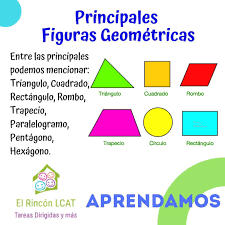 Principales
Figuras Geométricas
Entre las principales
podemos mencionar:
Triángulo, Cuadrado,
Rectángulo, Rombo,
Trapecio,
Paralelogramo,
Pentágono,
Hexágono.
Triángulo
Cuadrado
Rombo
Trapecio
Círculo
Rectángulo
El Rincón LCAT
Tareas Dirigidas y más
APRENDAMOS